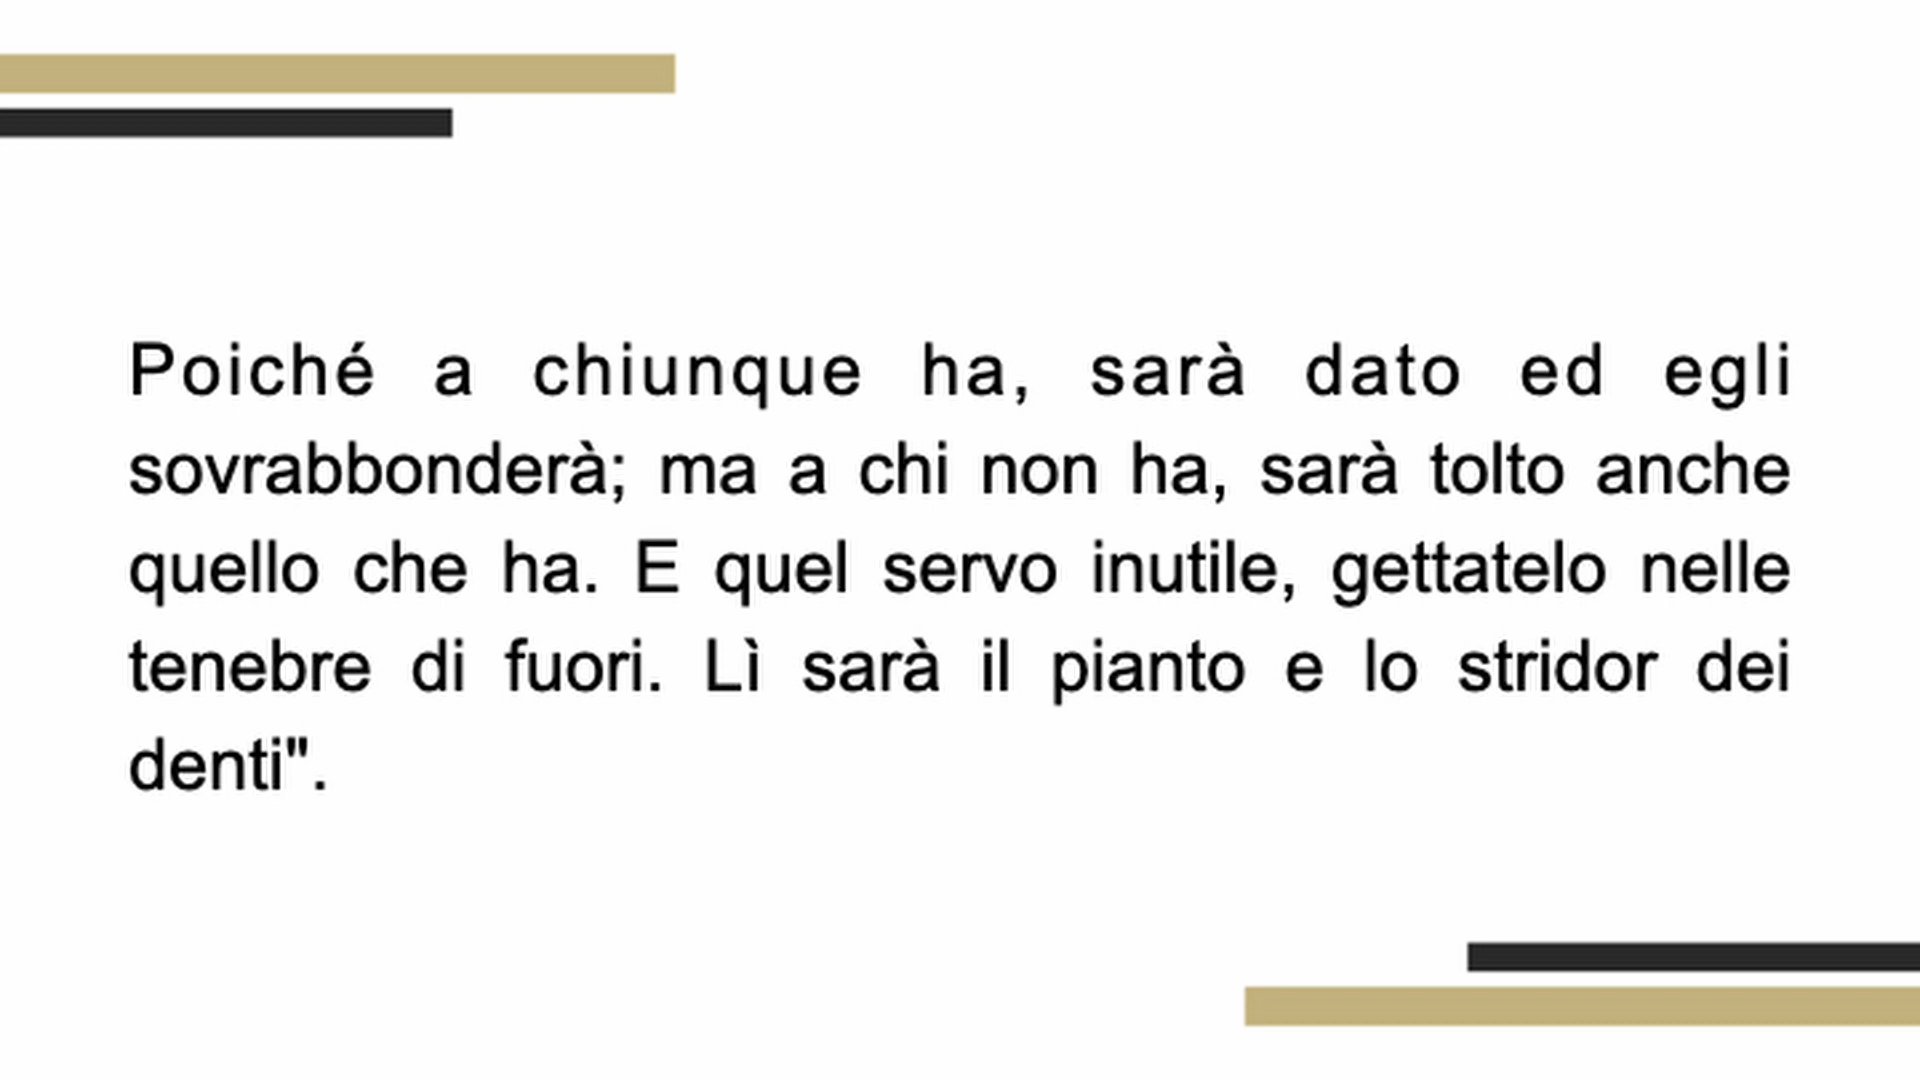 Poiché a chiunque ha, sarà dato ed egli
sovrabbonderà; ma a chi non ha, sarà tolto anche
quello che ha. E quel servo inutile, gettatelo nelle
tenebre di fuori. Lì sarà il pianto e lo stridor dei
denti".